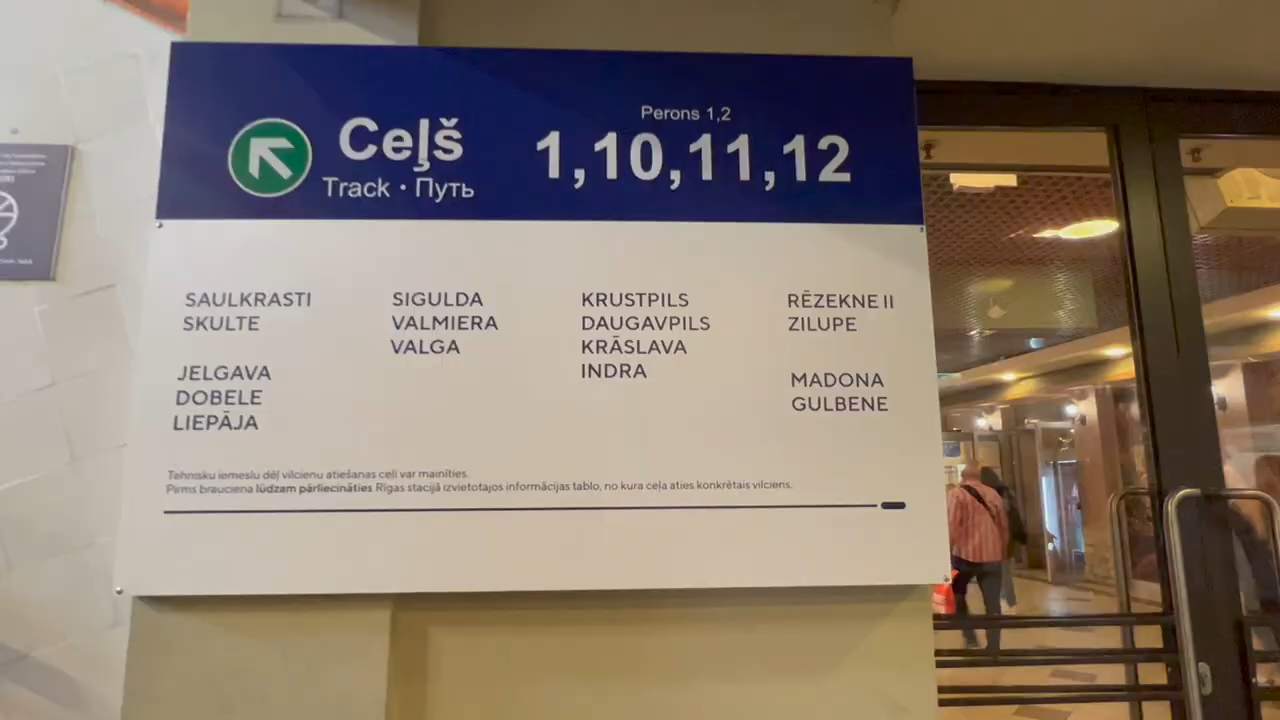 Ceļš
Track · Путь
Perons 1,2
1,10,11,12
SAULKRASTI
SKULTE
JELGAVA
DOBELE
LIEPĀJA
SIGULDA
VALMIERA
VALGA
KRUSTPILS
DAUGAVPILS
KRĀSLAVA
INDRA
RĒZEKNE II
ZILUPE
MADONA
GULBENE
Tehnisku iemeslu dēļ vilcienu atiešanas ceļi var mainīties.
Pirms brauciena lūdzam pārliecināties Rīgas stacijā izvietotajos informācijas tablo, no kura ceļa aties konkrētais vilciens.